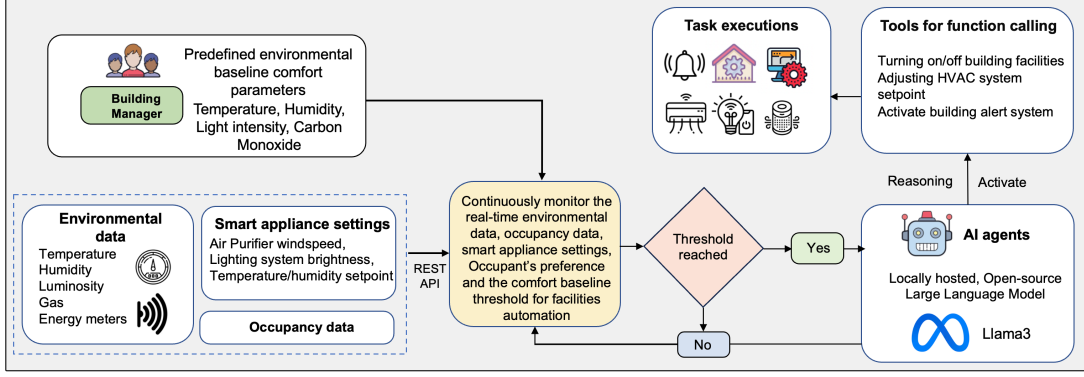 Predefined environmental
baseline comfort
parameters
Temperature, Humidity,
Light intensity, Carbon
Monoxide
Building
Manager
Task executions
Tools for function calling
Turning on/off building facilities
Adjusting HVAC system
setpoint
Activate building alert system
Reasoning
Activate
Environmental
data
Temperature
Humidity
Luminosity
Gas
Energy meters
Smart appliance settings
Air Purifier windspeed,
Lighting system brightness,
Temperature/humidity setpoint
Occupancy data
REST
API
Continuously monitor the
real-time environmental
data, occupancy data,
smart appliance settings,
Occupant's preference
and the comfort baseline
threshold for facilities
automation
Threshold
reached
Yes
No
AI agents
Locally hosted, Open-source
Large Language Model
Llama3